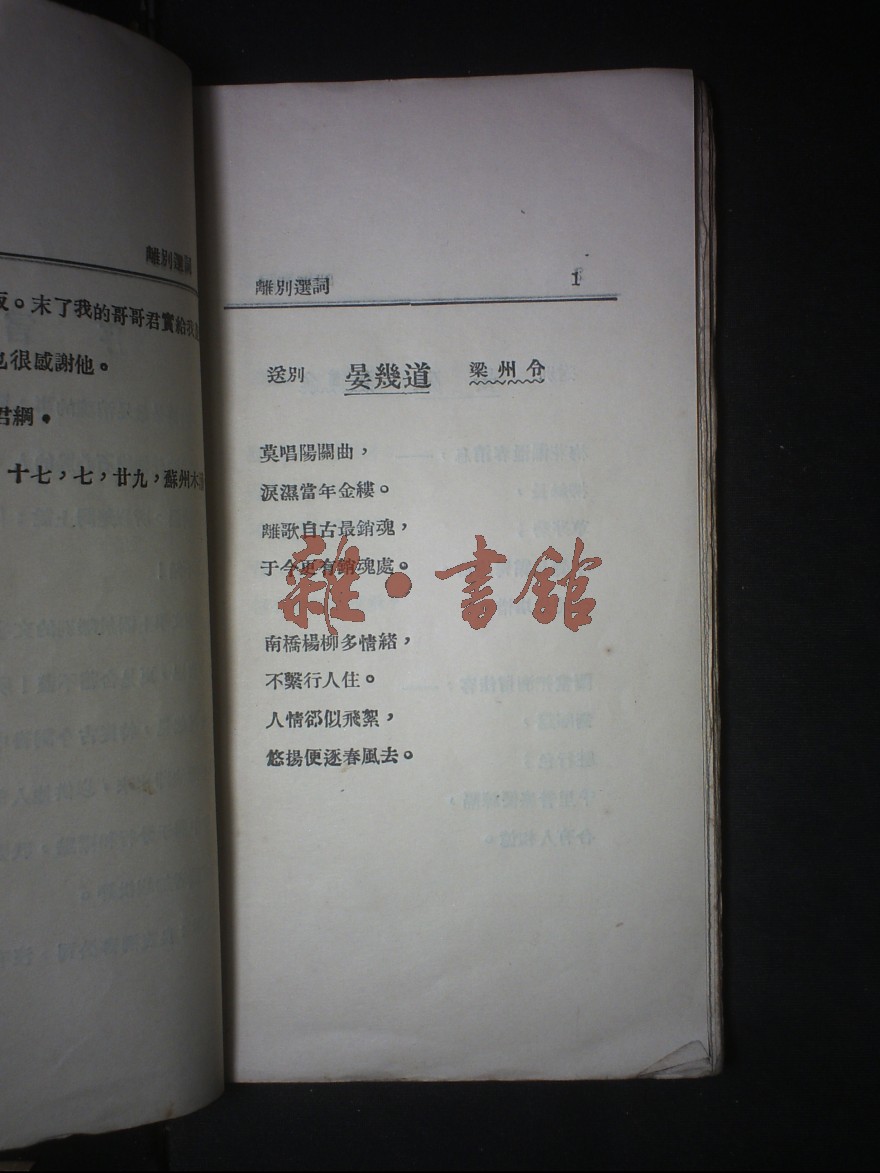 離別選詞
。末了我的哥哥君實給我
也很感謝他。
君綱。
十七,七,廿九,蘇州木
離別選詞 1
送別 晏幾道 梁州令
莫唱陽關曲,
淚濕當年金縷。
離歌自古最銷魂,
于今更有銷魂處。
南橋楊柳多情緒,
不繫行人住。
人情郤似飛絮,
悠揚便逐春風去。
雜·書館